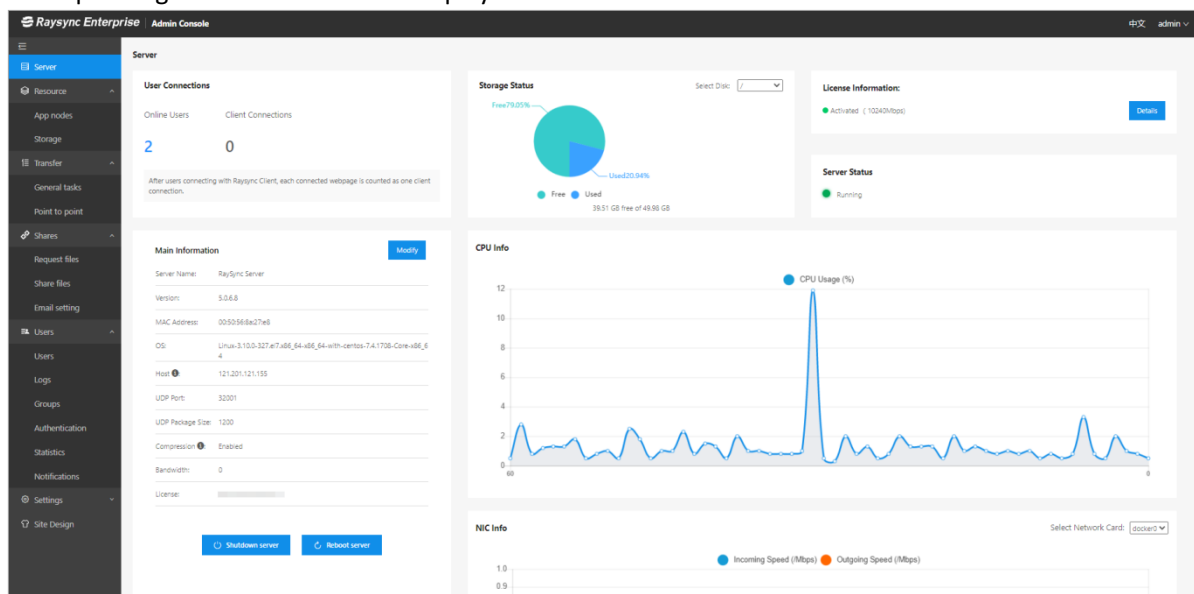 Raysync Enterprise | Admin Console
中文 admin
Server
Resource
App nodes
Storage
Transfer
General tasks
Point to point
Shares
Request files
Share files
Email setting
Users
Users
Logs
Groups
Authentication
Statistics
Notifications
Settings
Site Design
Server
User Connections
Online Users Client Connections
2 0
After users connecting with Raysync Client, each connected webpage is counted as one client
connection.
Storage Status Select Disk: /
Free79.05%
Used20.94%
Free Used
39.51 GB free of 49.98 GB
License Information:
Activated ( 10240Mbps)
Details
Server Status
Running
Main Information Modify
Server Name: RaySync Server
Version: 5.0.6.8
MAC Address: 00:50:56:8e:27:e8
OS: Linux-3.10.0-327.el7.x86_64-x86_64-with-centos-7.4.1708-Core-x86_6
4
Host : 121.201.121.155
UDP Port: 32001
UDP Package Size: 1200
Compression : Enabled
Bandwidth: 0
License:
Shutdown server Reboot server
CPU Info
CPU Usage (%)
12
10
8
6
4
2
0
60 0
NIC Info Select Network Card: docker0
Incoming Speed (/Mbps) Outgoing Speed (/Mbps)
1.0
0.9